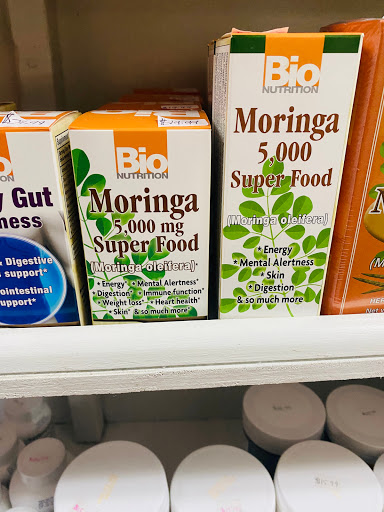 Bio
NUTRITION
Moringa
5,000
Super Food
(Moringa oleifera)
* Energy
* Mental Alertness
* Skin
* Digestion
& so much more
Bio
NUTRITION
Moringa
5,000 mg
Super Food
(Moringa oleifera)
* Energy* * Mental Alertness*
* Digestion* * Immune function*
* Weight loss* * Heart health*
* Skin* & so much more
y Gut
ness
Digestive
support*
ointestinal
upport*